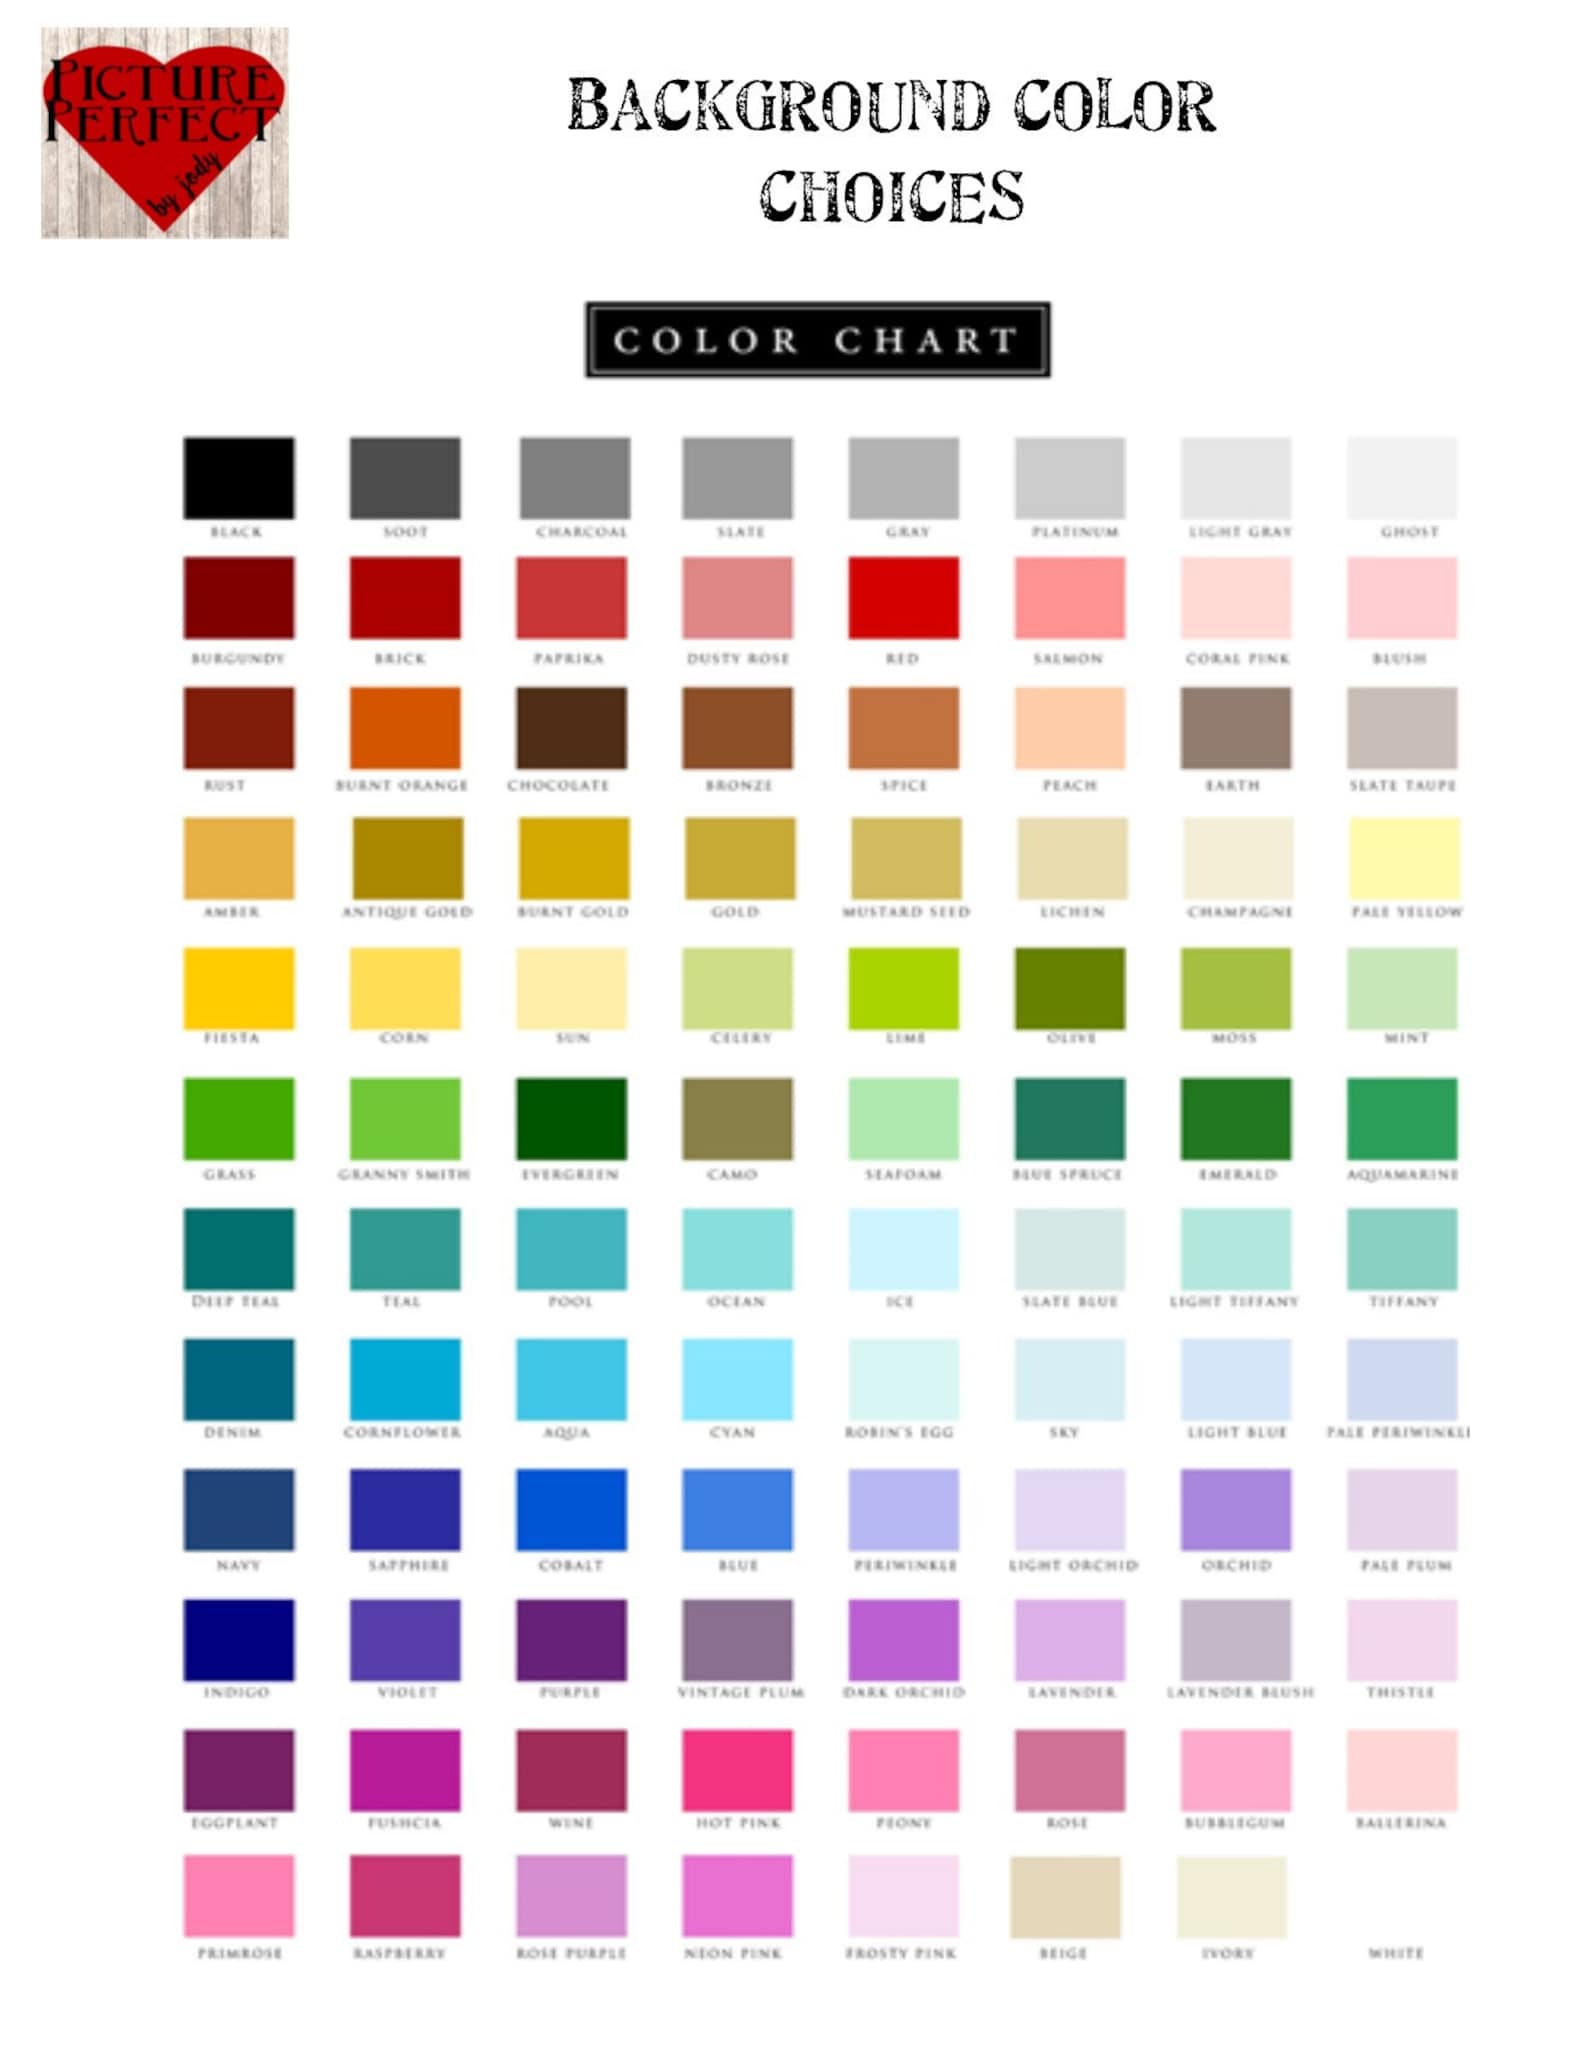 PICTURE
PERFECT
by jody
BACKGROUND COLOR
CHOICES
COLOR CHART
BLACK SOOT CHARCOAL SLATE GRAY PLATINUM LIGHT GRAY GHOST
BURGUNDY BRICK PAPRIKA DUSTY ROSE RED SALMON CORAL PINK BLUSH
RUST BURNT ORANGE CHOCOLATE BRONZE SPICE PEACH EARTH SLATE TAUPE
AMBER ANTIQUE GOLD BURNT GOLD GOLD MUSTARD SEED LICHEN CHAMPAGNE PALE YELLOW
FIESTA CORN SUN CELERY LIME OLIVE MOSS MINT
GRASS GRANNY SMITH EVERGREEN CAMO SEAFOAM BLUE SPRUCE EMERALD AQUAMARINE
DEEP TEAL TEAL POOL OCEAN ICE SLATE BLUE LIGHT TIFFANY TIFFANY
DENIM CORNFLOWER AQUA CYAN ROBIN'S EGG SKY LIGHT BLUE PALE PERIWINKL
NAVY SAPPHIRE COBALT BLUE PERIWINKLE LIGHT ORCHID ORCHID PALE PLUM
INDIGO VIOLET PURPLE VINTAGE PLUM DARK ORCHID LAVENDER LAVENDER BLUSH THISTLE
EGGPLANT FUSHCIA WINE HOT PINK PEONY ROSE BUBBLEGUM BALLERINA
PRIMROSE RASPBERRY ROSE PURPLE NEON PINK FROSTY PINK BEIGE IVORY WHITE